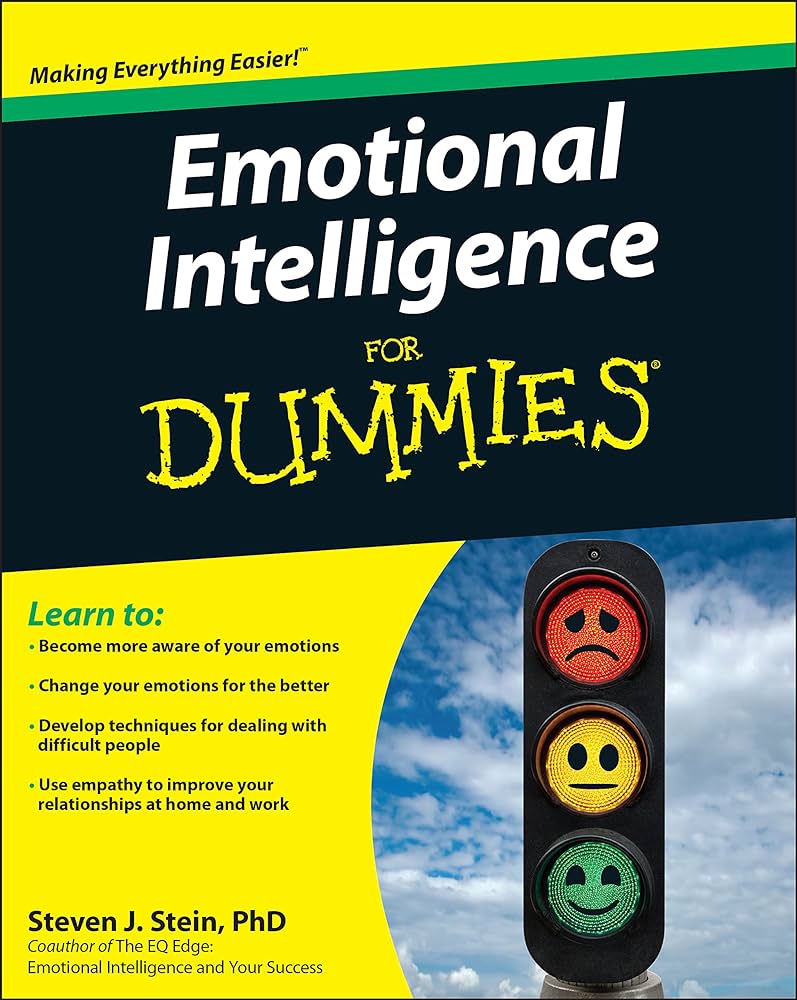 Making Everything Easier!™
Emotional
Intelligence
FOR
DUMMIES®
Learn to:
• Become more aware of your emotions
• Change your emotions for the better
• Develop techniques for dealing with
difficult people
• Use empathy to improve your
relationships at home and work
Steven J. Stein, PhD
Coauthor of The EQ Edge:
Emotional Intelligence and Your Success